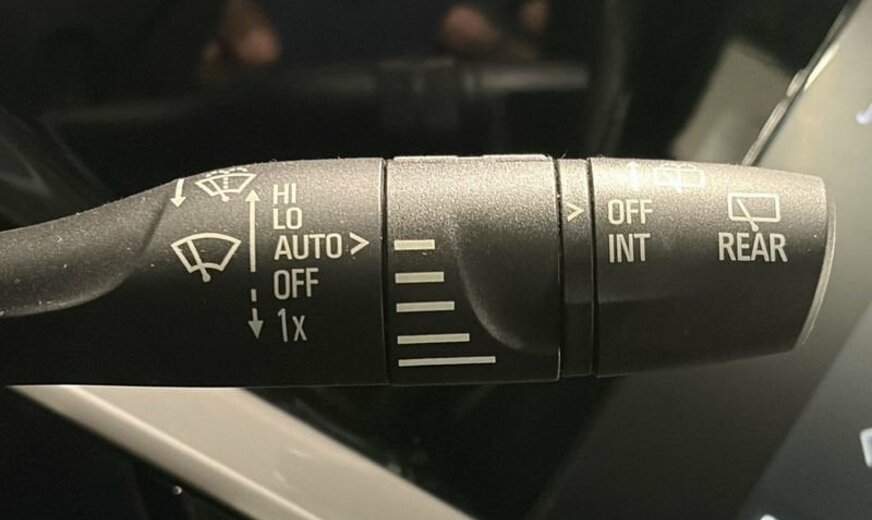 HI
LO
AUTO >
OFF
1x
> OFF
INT
REAR